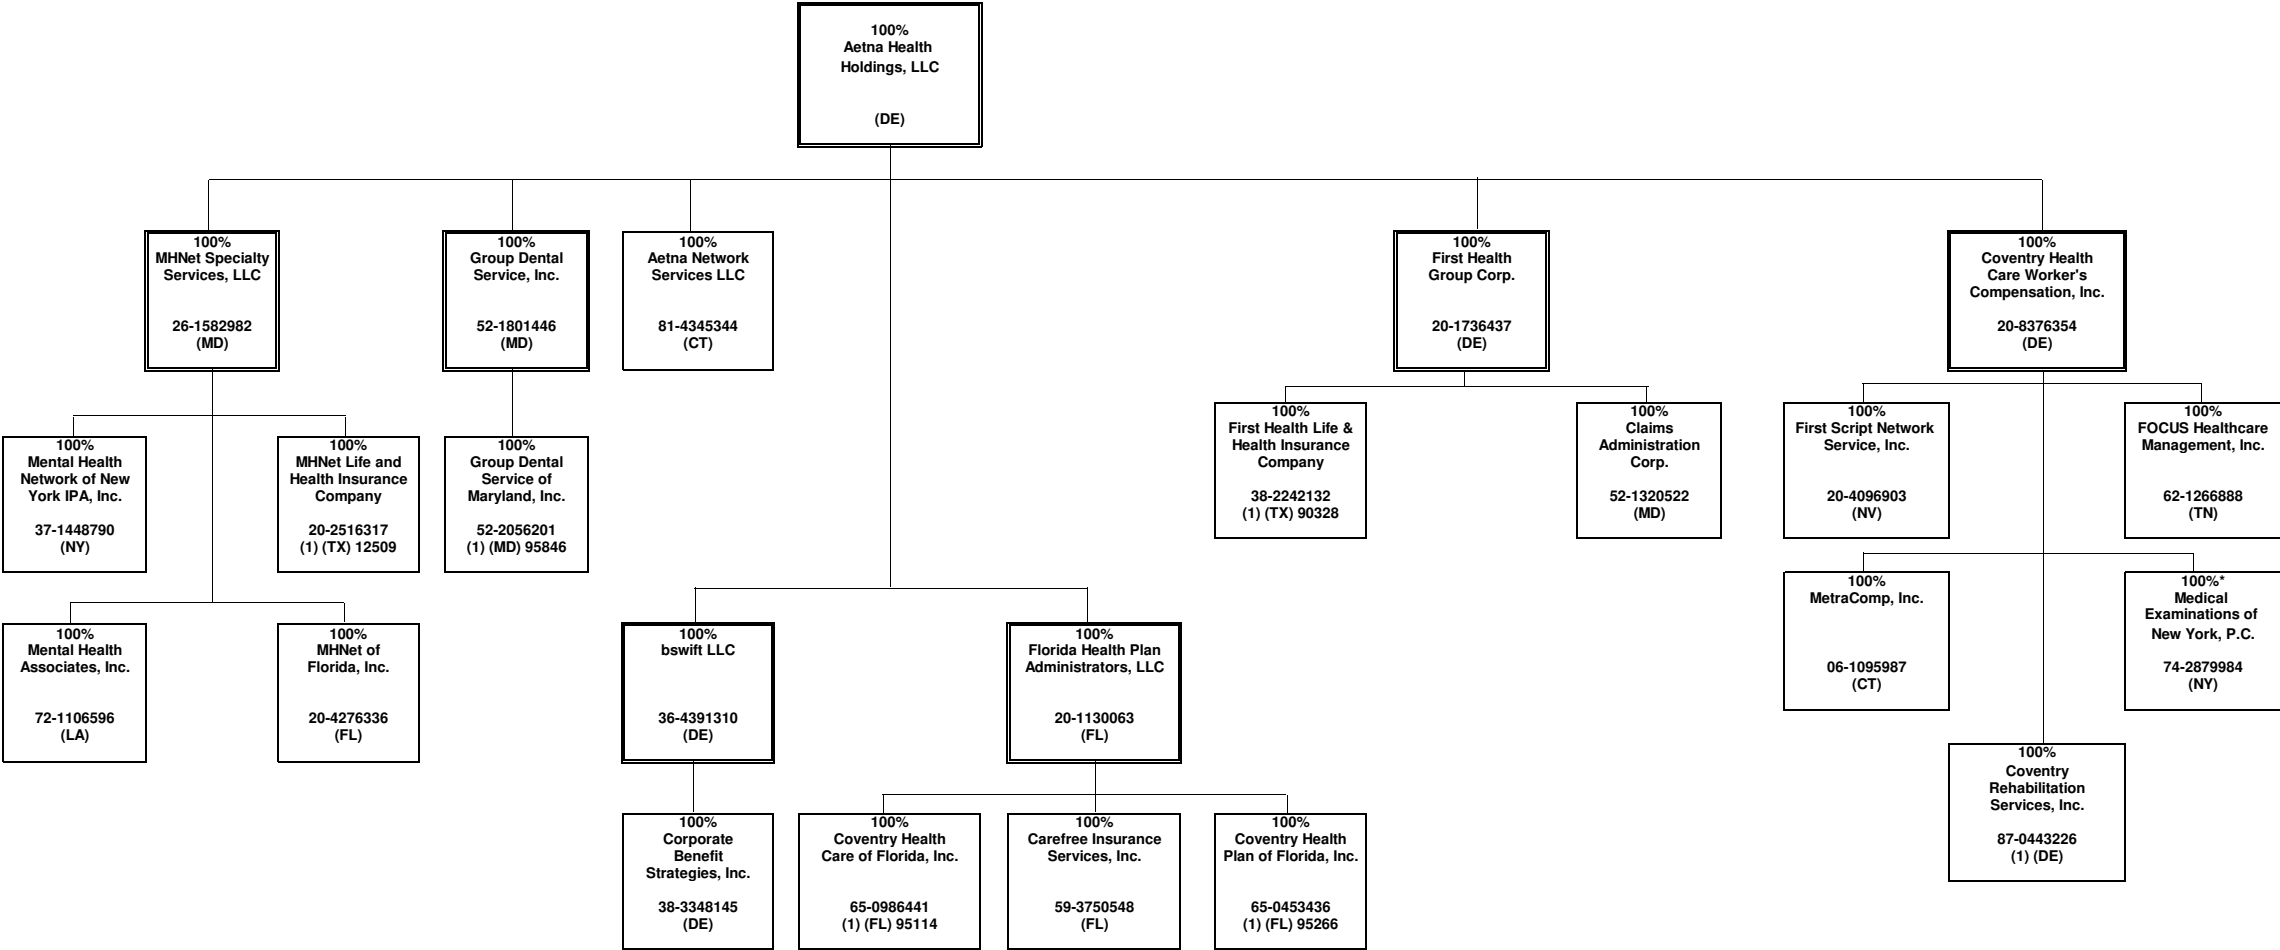 100%
Aetna Health
Holdings, LLC
(DE)
100%
MHNet Specialty
Services, LLC
26-1582982
(MD)
100%
Group Dental
Service, Inc.
52-1801446
(MD)
100%
Aetna Network
Services LLC
81-4345344
(CT)
100%
First Health
Group Corp.
20-1736437
(DE)
100%
Coventry Health
Care Worker's
Compensation, Inc.
20-8376354
(DE)
100%
Mental Health
Network of New
York IPA, Inc.
37-1448790
(NY)
100%
MHNet Life and
Health Insurance
Company
20-2516317
(1) (TX) 12509
100%
Group Dental
Service of
Maryland, Inc.
52-2056201
(1) (MD) 95846
100%
First Health Life &
Health Insurance
Company
38-2242132
(1) (TX) 90328
100%
Claims
Administration
Corp.
52-1320522
(MD)
100%
First Script Network
Service, Inc.
20-4096903
(NV)
100%
FOCUS Healthcare
Management, Inc.
62-1266888
(TN)
100%
Mental Health
Associates, Inc.
72-1106596
(LA)
100%
MHNet of
Florida, Inc.
20-4276336
(FL)
100%
bswift LLC
36-4391310
(DE)
100%
Florida Health Plan
Administrators, LLC
20-1130063
(FL)
100%
MetraComp, Inc.
06-1095987
(CT)
100%*
Medical
Examinations of
New York, P.C.
74-2879984
(NY)
100%
Coventry
Rehabilitation
Services, Inc.
87-0443226
(1) (DE)
100%
Corporate
Benefit
Strategies, Inc.
38-3348145
(DE)
100%
Coventry Health
Care of Florida, Inc.
65-0986441
(1) (FL) 95114
100%
Carefree Insurance
Services, Inc.
59-3750548
(FL)
100%
Coventry Health
Plan of Florida, Inc.
65-0453436
(1) (FL) 95266